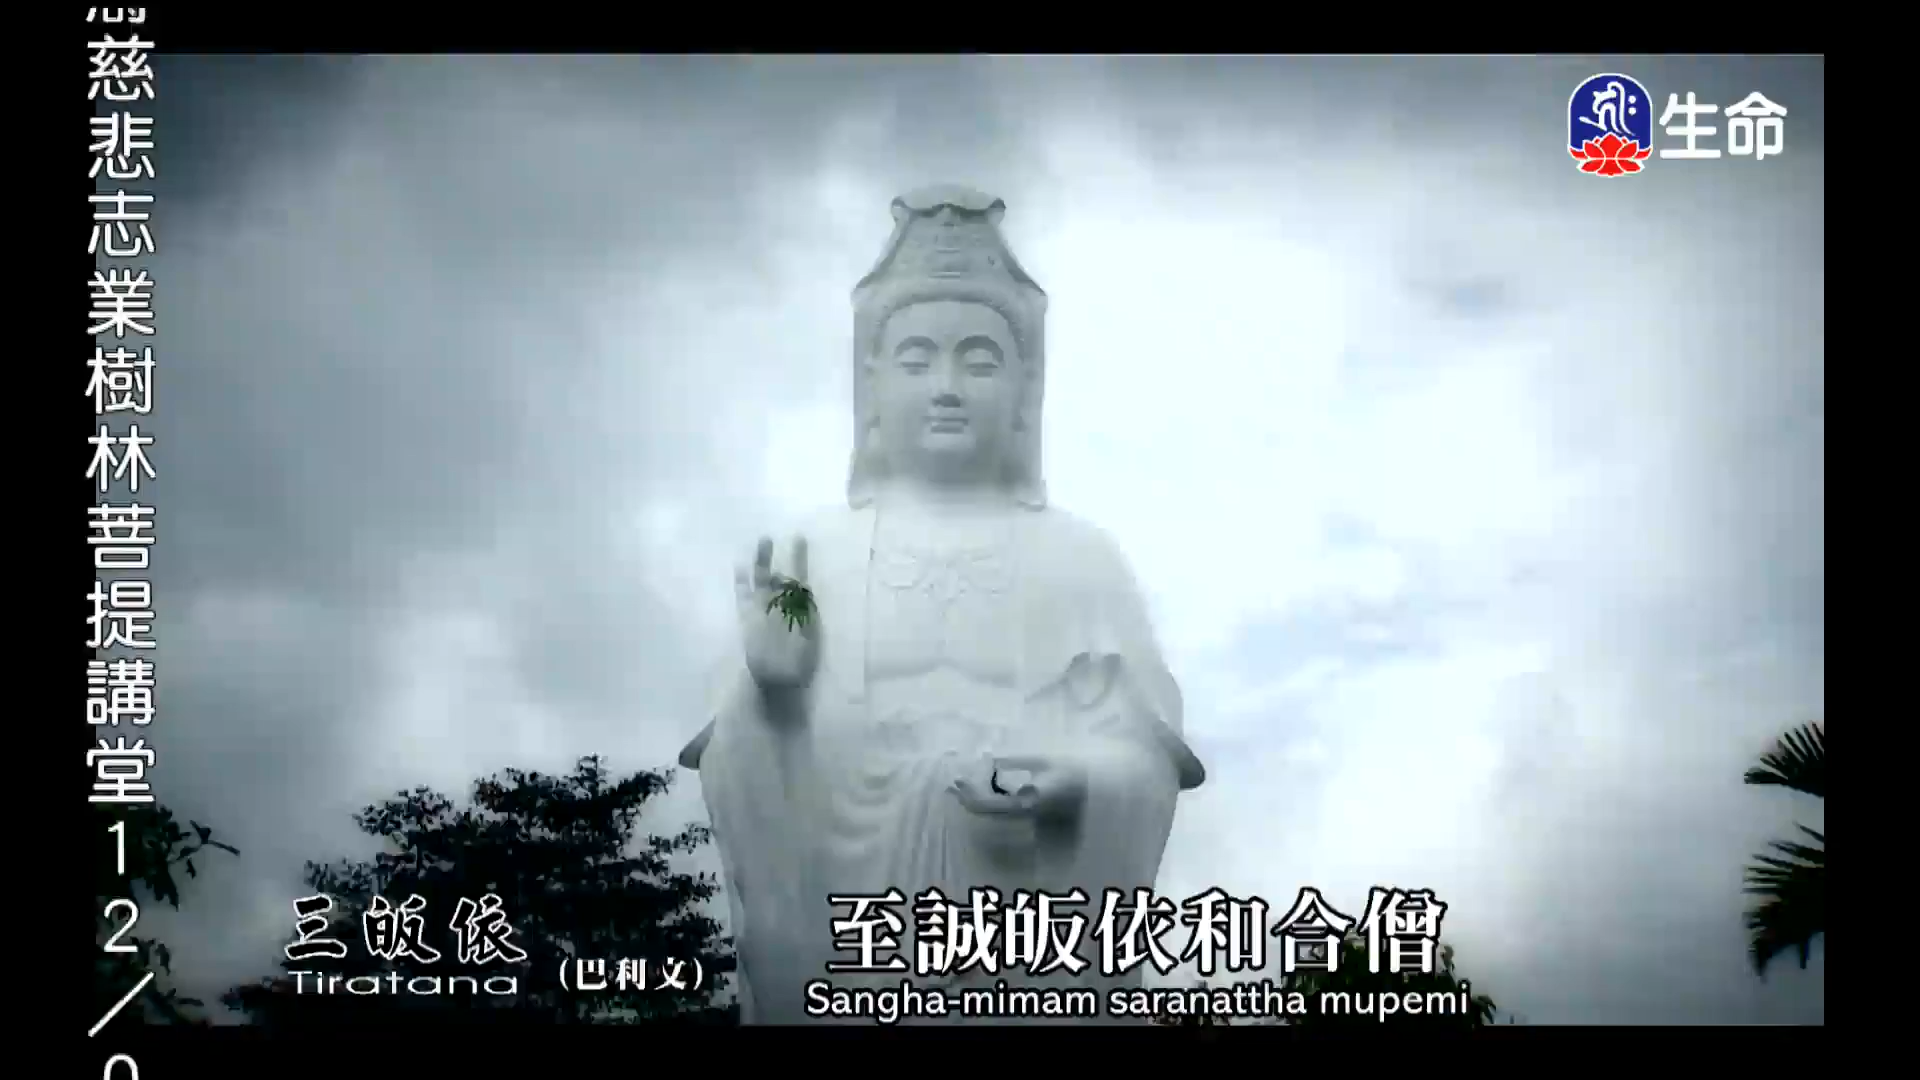 慈悲志業樹林菩提講堂12/
生命
三皈依
Tiratana
(巴利文)
至誠皈依和合僧
Sangha-mimam saranattha mupemi